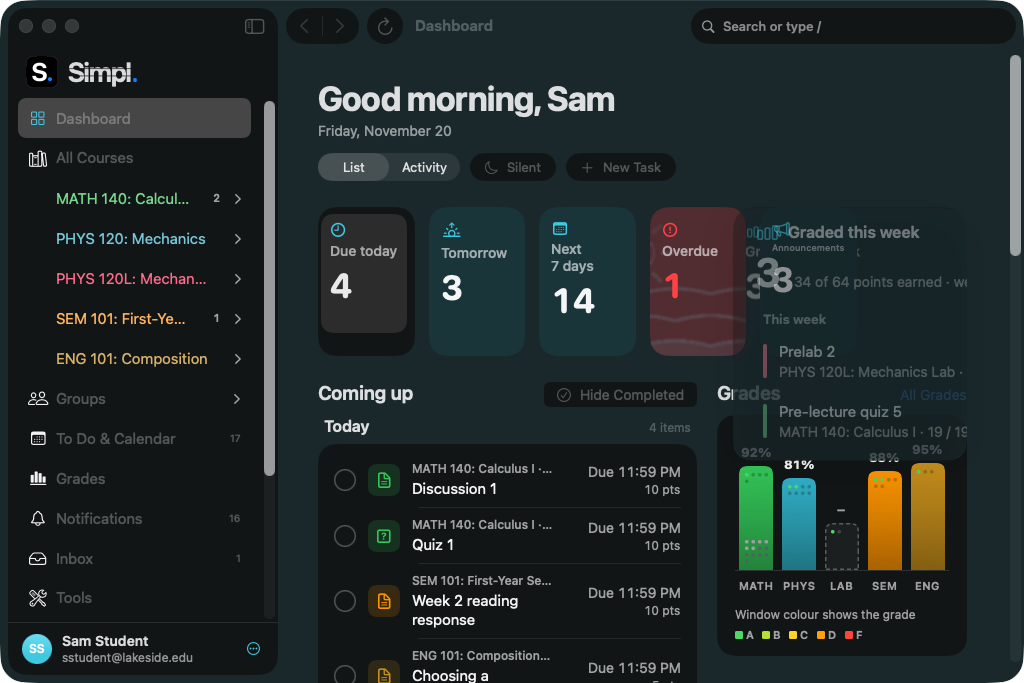 Dashboard
Search or type /
S. Simpl.
Dashboard
All Courses
MATH 140: Calcul... 2
PHYS 120: Mechanics
PHYS 120L: Mechan...
SEM 101: First-Ye... 1
ENG 101: Composition
Groups
To Do & Calendar 17
Grades
Notifications 16
Inbox 1
Tools
SS Sam Student
sstudent@lakeside.edu
Good morning, Sam
Friday, November 20
List Activity Silent + New Task
Due today
4
Tomorrow
3
Next
7 days
14
Overdue
1
Graded this week
Announcements
3
3
34 of 64 points earned · we
This week
Prelab 2
PHYS 120L: Mechanics Lab ·
Pre-lecture quiz 5
MATH 140: Calculus I · 19 / 19
Coming up
Hide Completed
Today 4 items
MATH 140: Calculus I ·...
Discussion 1
Due 11:59 PM
10 pts
MATH 140: Calculus I ·...
Quiz 1
Due 11:59 PM
10 pts
SEM 101: First-Year Se...
Week 2 reading
response
Due 11:59 PM
10 pts
ENG 101: Composition...
Choosing a
Due 11:59 PM
Grades All Grades
92% 81% – 88% 95%
MATH PHYS LAB SEM ENG
Window colour shows the grade
A B C D F